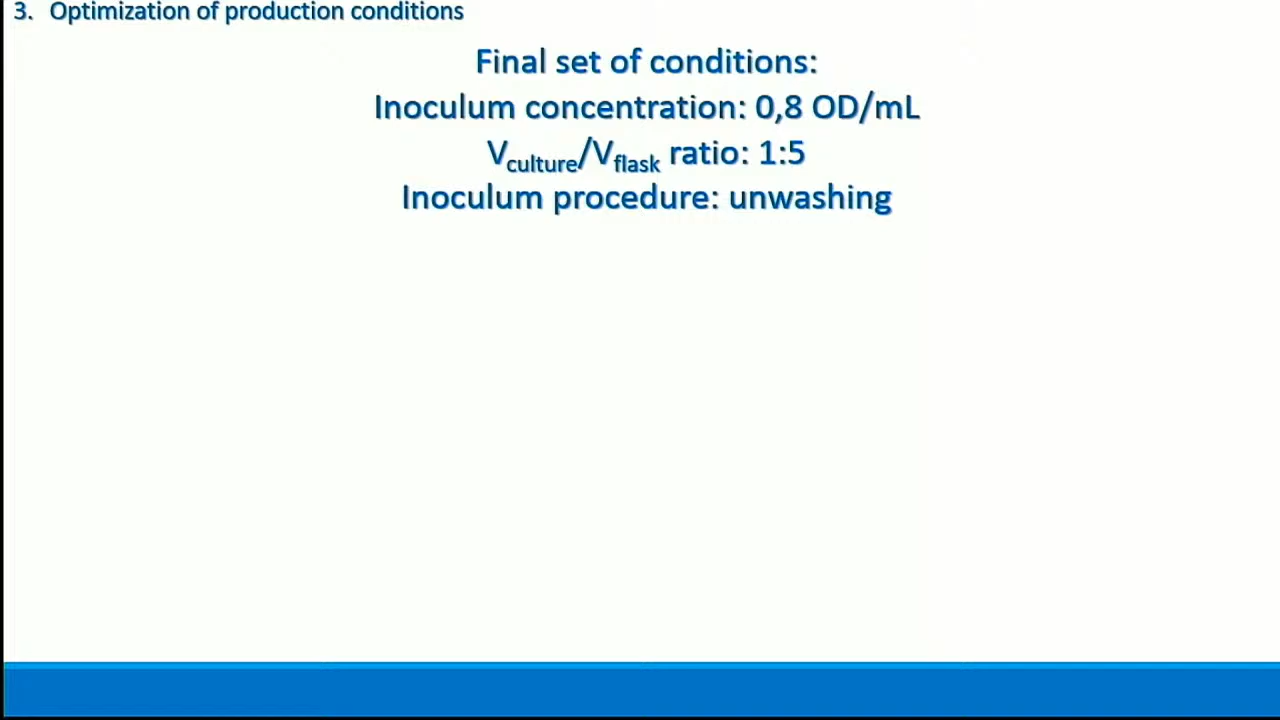 3. Optimization of production conditions
Final set of conditions:
Inoculum concentration: 0,8 OD/mL
Vculture/Vflask ratio: 1:5
Inoculum procedure: unwashing